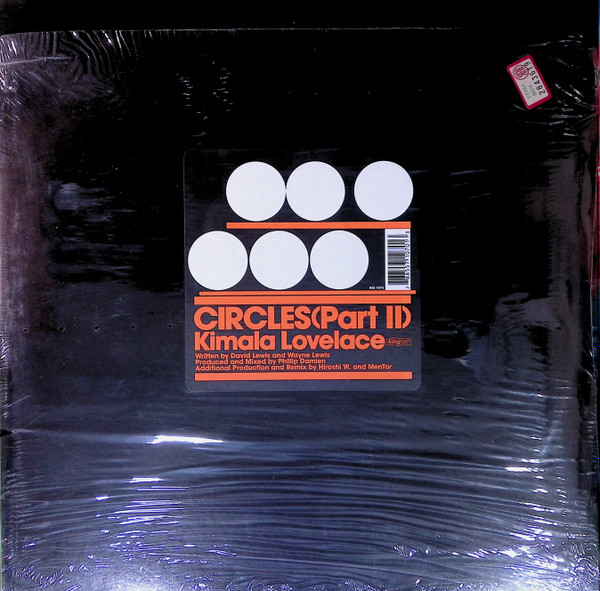 2843619
CIRCLES(Part II)
Kimala Lovelace
Written by David Lewis and Wayne Lewis
Produced and Mixed by Phillip Damien
Additional Production and Remix by Hiroshi W. and MenTor